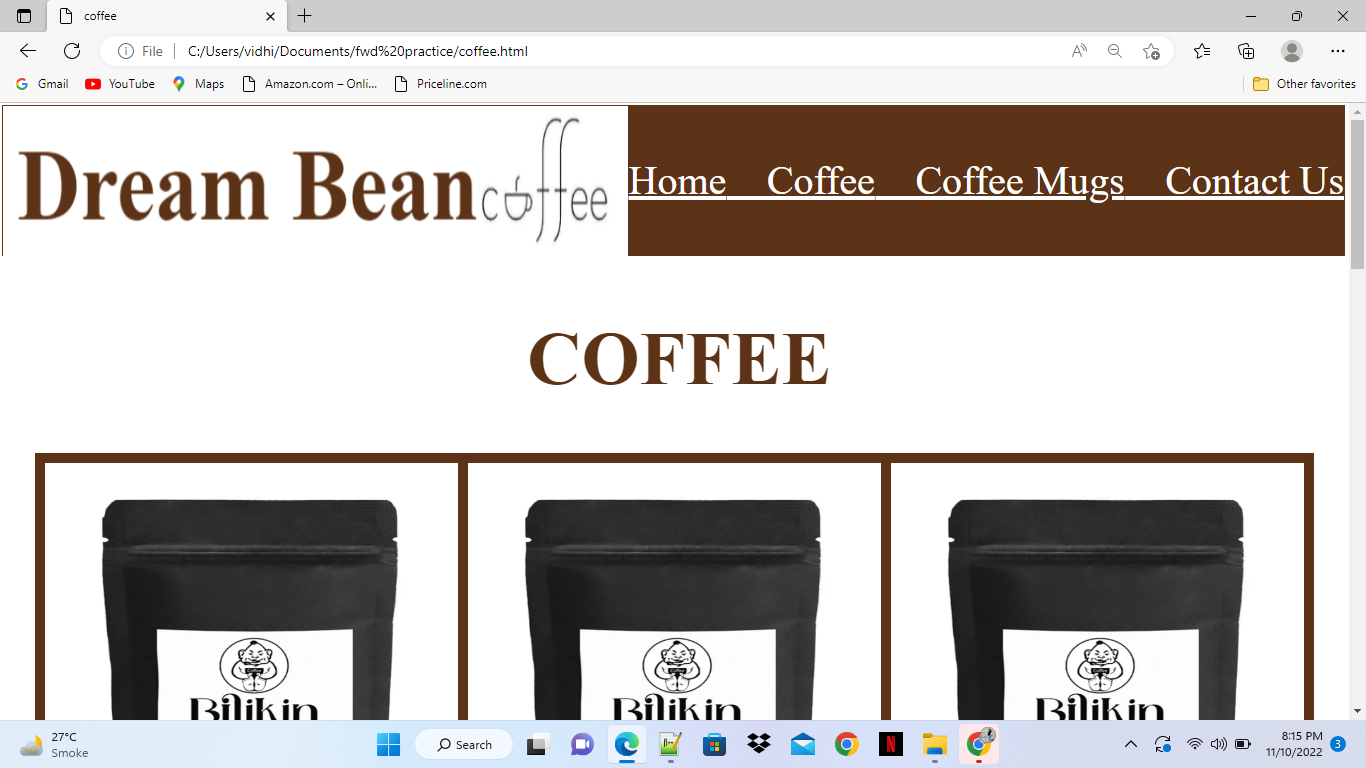 coffee
File C:/Users/vidhi/Documents/fwd%20practice/coffee.html
Gmail YouTube Maps Amazon.com – Onli... Priceline.com Other favorites
Dream Bean coffee Home Coffee Coffee Mugs Contact Us
COFFEE
Bilikin Bilikin Bilikin
27°C Search 8:15 PM
Smoke 11/10/2022 3